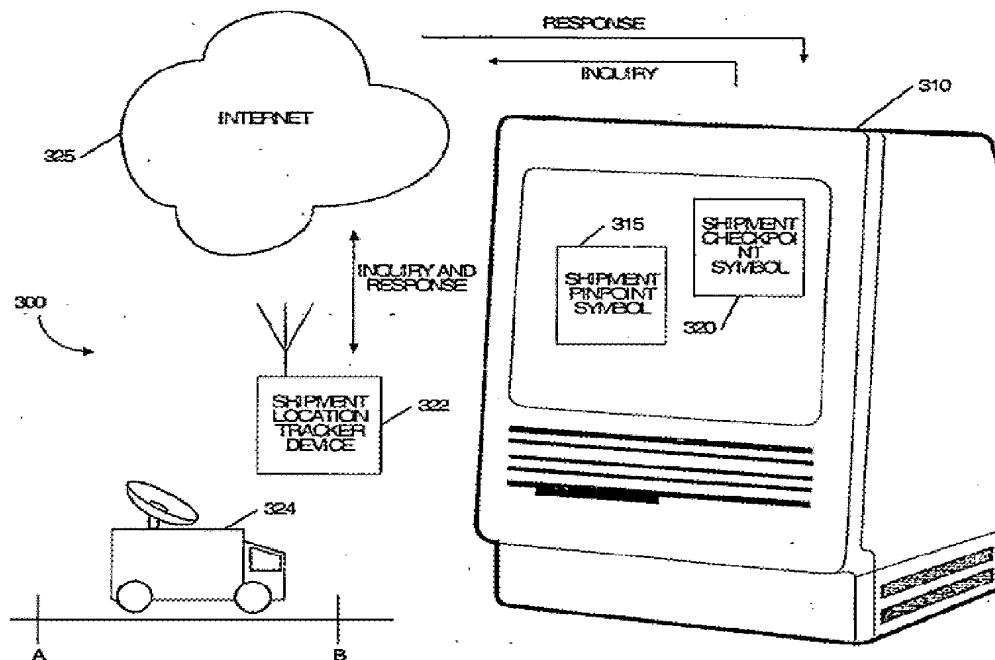 RESPONSE
INQUIRY
INTERNET
310
325
315
SHIPMENT
PINPOINT
SYMBOL
SHIPMENT
CHECKPOI
NT
SYMBOL
320
INQUIRY AND
RESPONSE
300
SHIPMENT
LOCATION
TRACKER
DEVICE
322
324
A
B